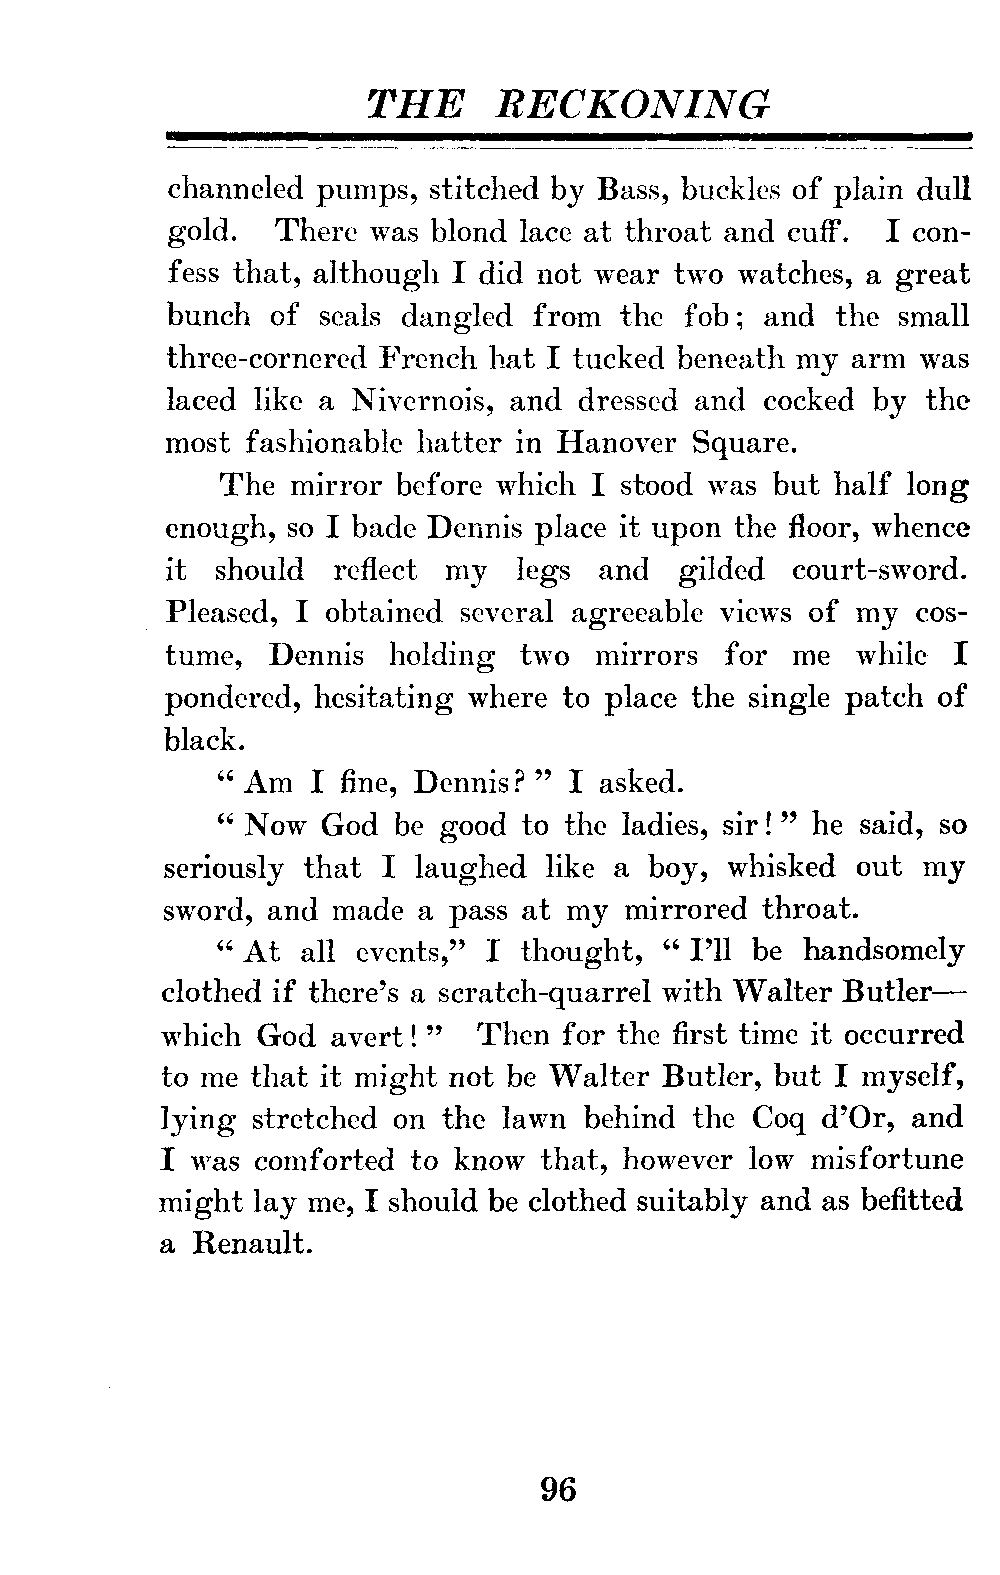 THE RECKONING
channeled pumps, stitched by Bass, buckles of plain dull
gold. There was blond lace at throat and cuff. I con-
fess that, although I did not wear two watches, a great
bunch of seals dangled from the fob; and the small
three-cornered French hat I tucked beneath my arm was
laced like a Nivernois, and dressed and cocked by the
most fashionable hatter in Hanover Square.
The mirror before which I stood was but half long
enough, so I bade Dennis place it upon the floor, whence
it should reflect my legs and gilded court-sword.
Pleased, I obtained several agreeable views of my cos-
tume, Dennis holding two mirrors for me while I
pondered, hesitating where to place the single patch of
black.
“ Am I fine, Dennis? ” I asked.
“ Now God be good to the ladies, sir! ” he said, so
seriously that I laughed like a boy, whisked out my
sword, and made a pass at my mirrored throat.
“ At all events,” I thought, “ I’ll be handsomely
clothed if there’s a scratch-quarrel with Walter Butler—
which God avert! ” Then for the first time it occurred
to me that it might not be Walter Butler, but I myself,
lying stretched on the lawn behind the Coq d’Or, and
I was comforted to know that, however low misfortune
might lay me, I should be clothed suitably and as befitted
a Renault.
96